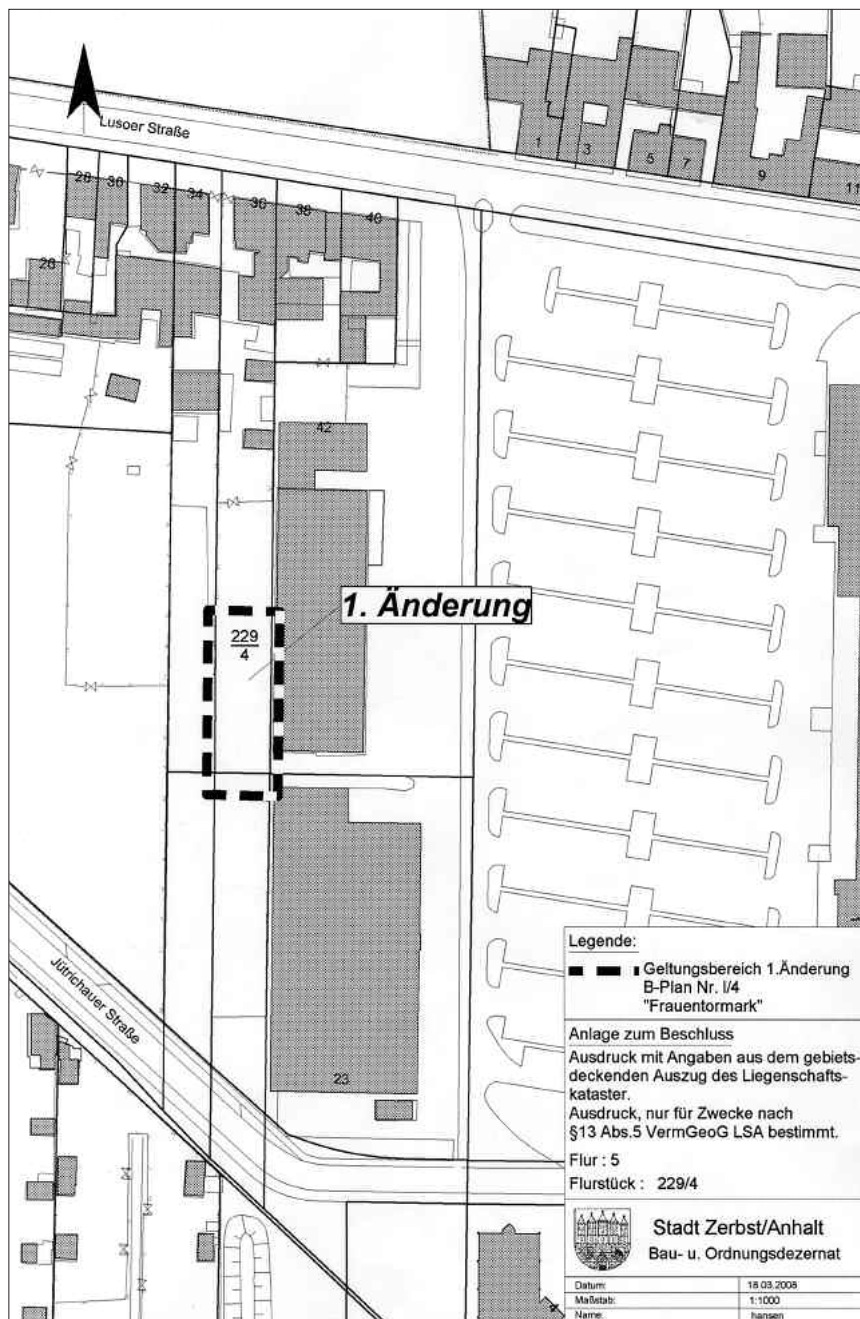 Lusoer Straße
1
3
5
7
9
11
28
30
32
34
36
38
40
26
42
1. Änderung
229
4
Jütrichauer Straße
23
Legende:
Geltungsbereich 1.Änderung
B-Plan Nr. I/4
"Frauentormark"
Anlage zum Beschluss
Ausdruck mit Angaben aus dem gebiets-
deckenden Auszug des Liegenschafts-
kataster.
Ausdruck, nur für Zwecke nach
§13 Abs.5 VermGeoG LSA bestimmt.
Flur : 5
Flurstück : 229/4
Stadt Zerbst/Anhalt
Bau- u. Ordnungsdezernat
Datum: 18.03.2008
Maßstab: 1:1000
Name: hansen